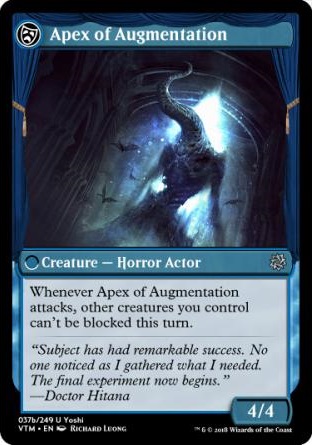 Apex of Augmentation
Creature — Horror Actor
Whenever Apex of Augmentation
attacks, other creatures you control
can't be blocked this turn.
"Subject has had remarkable success. No
one noticed as I gathered what I needed.
The final experiment now begins."
—Doctor Hitana
4/4
037b/249 U Yoshi
VTM • EN Richard Luong
™ & © 2018 Wizards of the Coast